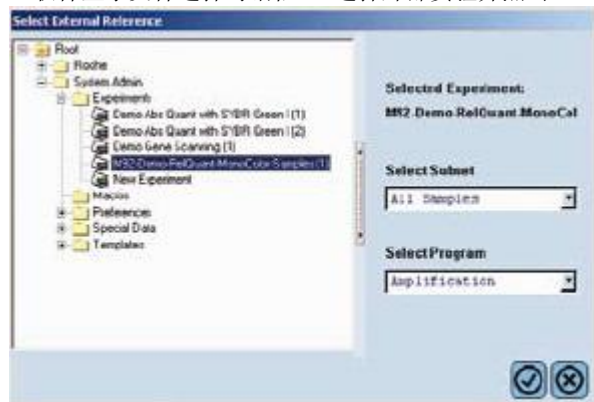 Select External Reference
Root
Roche
System Admin
Experiments
Demo Abs Quant with SYBR Green I (1)
Demo Abs Quant with SYBR Green I (2)
Demo Gene Scanning (1)
M92-Demo-RelQuant-MonoColor Samples (1)
New Experiment
Macros
Preferences
Special Data
Templates
Selected Experiment:
M92-Demo-RelQuant-MonoCol
Select Subset
All Samples
Select Program
Amplification